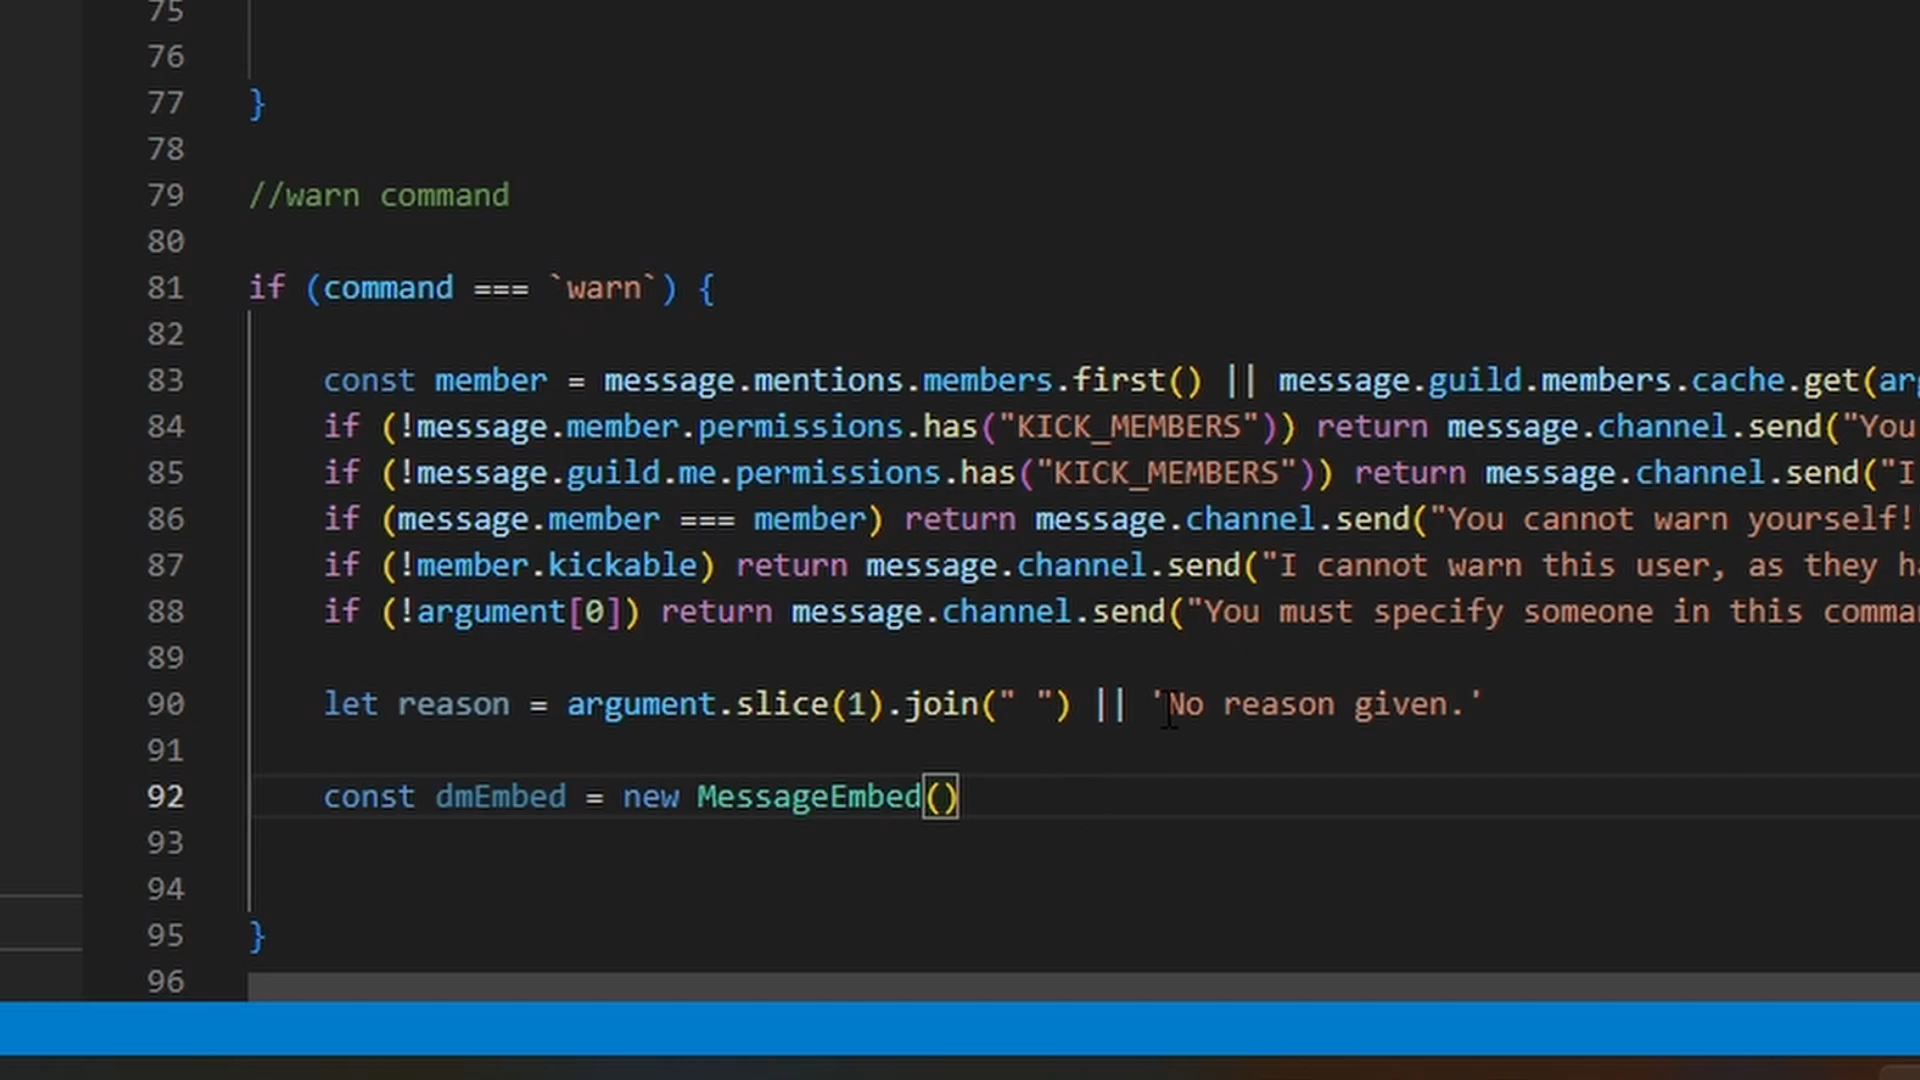 75
76
77 }
78
79 //warn command
80
81 if (command === `warn`) {
82
83 const member = message.mentions.members.first() || message.guild.members.cache.get(
84 if (!message.member.permissions.has("KICK_MEMBERS")) return message.channel.send("You
85 if (!message.guild.me.permissions.has("KICK_MEMBERS")) return message.channel.send("I
86 if (message.member === member) return message.channel.send("You cannot warn yourself!
87 if (!member.kickable) return message.channel.send("I cannot warn this user, as they
88 if (!argument[0]) return message.channel.send("You must specify someone in this
89
90 let reason = argument.slice(1).join(" ") || 'No reason given.'
91
92 const dmEmbed = new MessageEmbed()
93
94
95 }
96